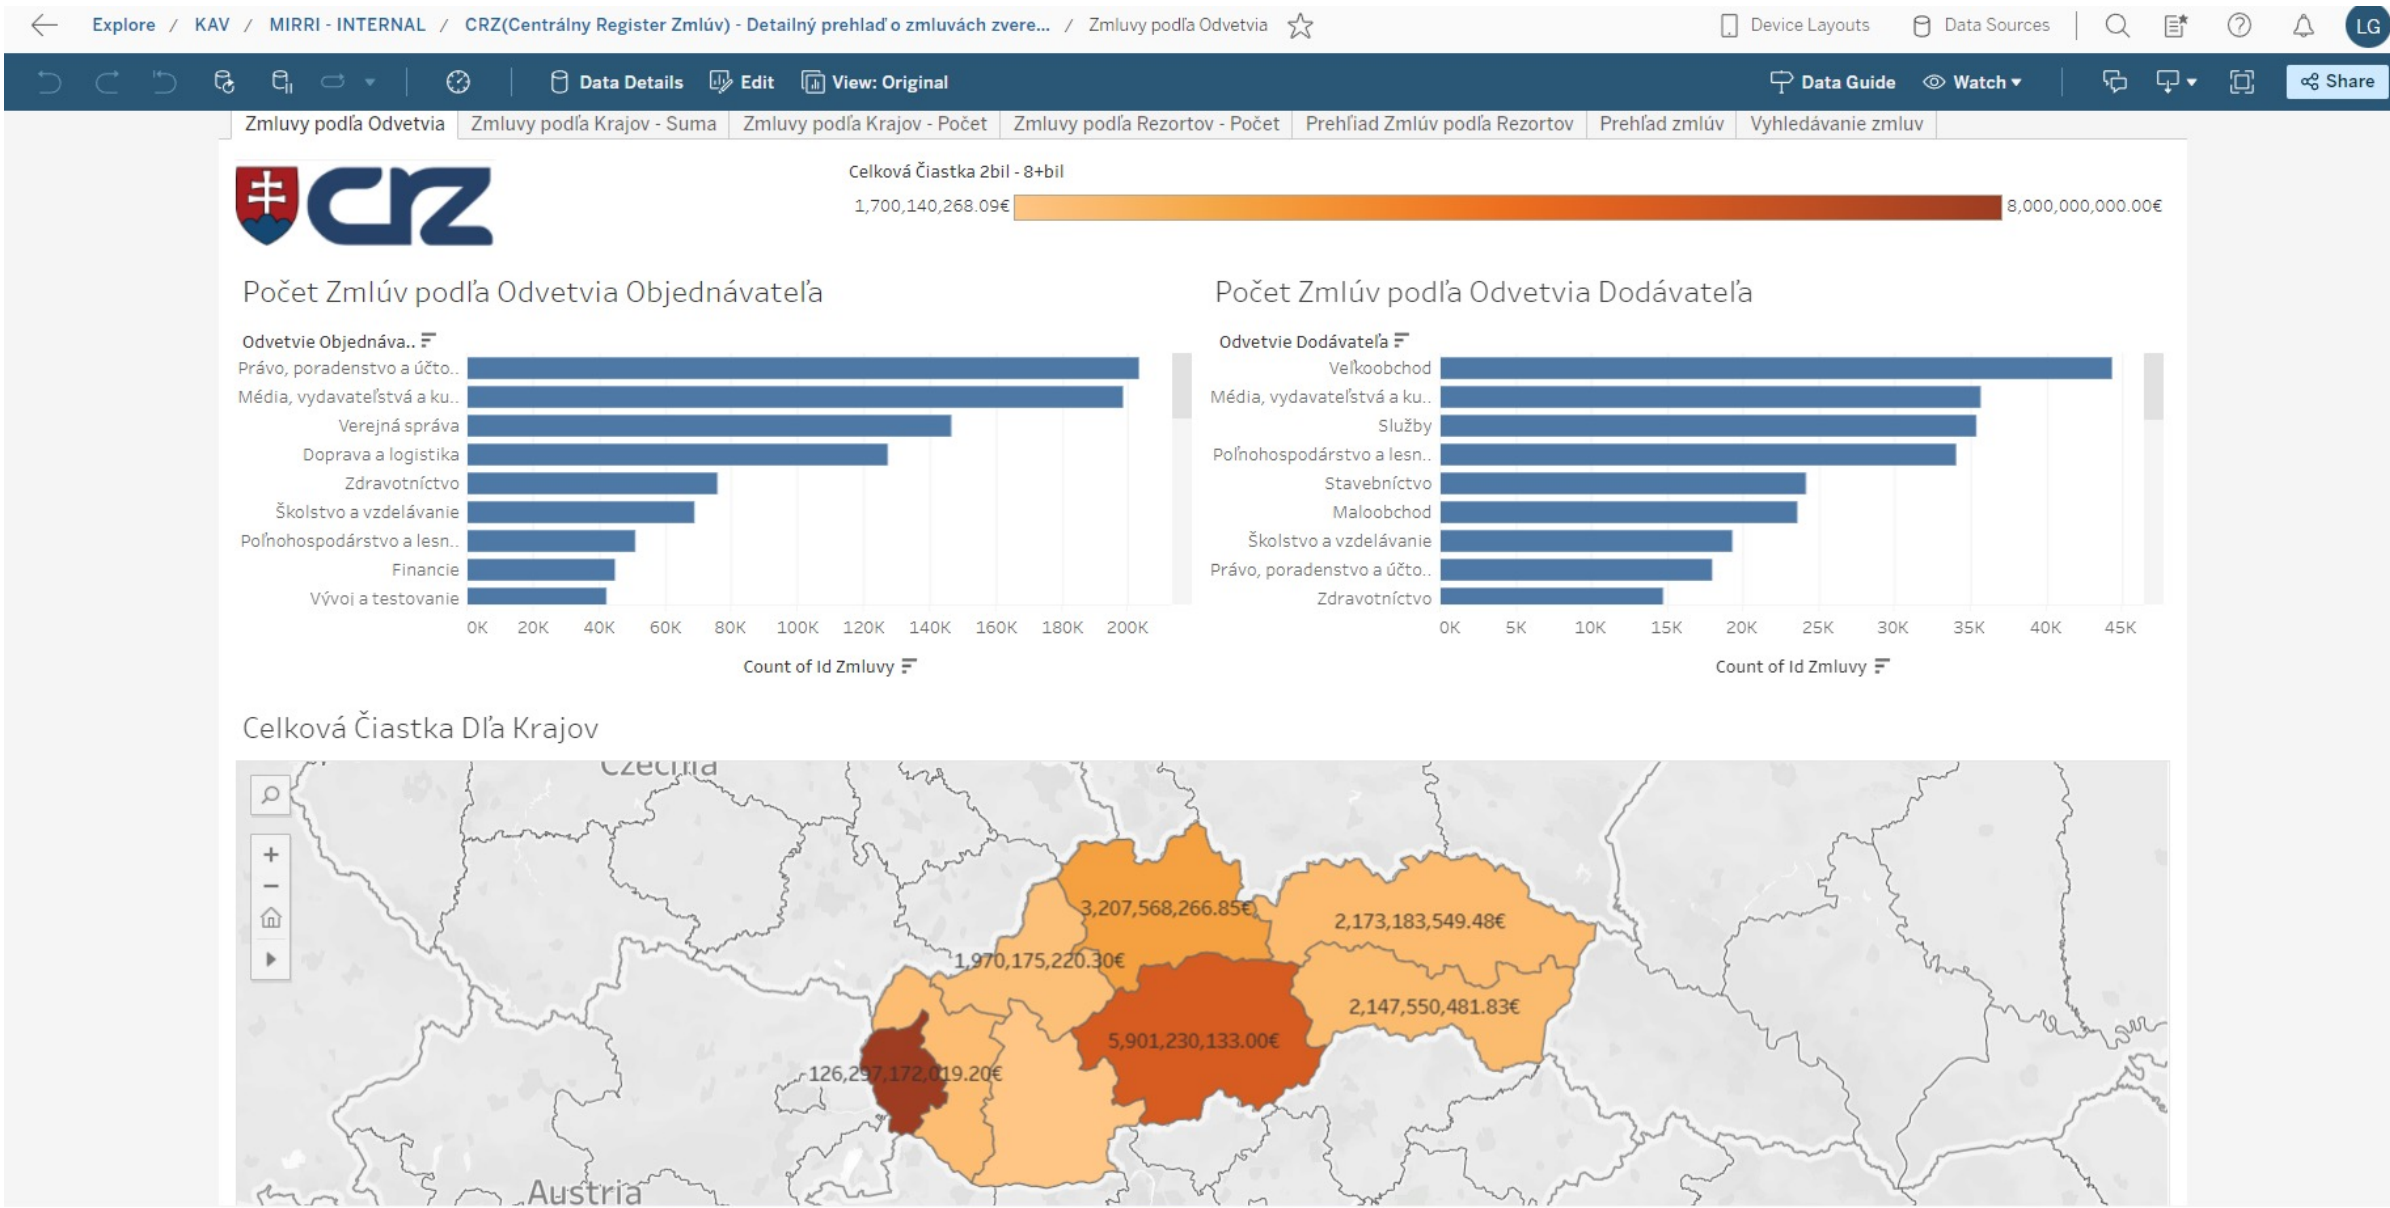 Explore / KAV / MIRRI - INTERNAL / CRZ(Centrálny Register Zmlúv) - Detailný prehlaď o zmluvách zvere... / Zmluvy podľa Odvetvia
Device Layouts Data Sources LG
Data Details Edit View: Original Data Guide Watch Share
Zmluvy podľa Odvetvia Zmluvy podľa Krajov - Suma Zmluvy podľa Krajov - Počet Zmluvy podľa Rezortov - Počet Prehľiad Zmlúv podľa Rezortov Prehľad zmlúv Vyhledávanie zmluv
crz
Celková Čiastka 2bil - 8+bil
1,700,140,268.09€ 8,000,000,000.00€
Počet Zmlúv podľa Odvetvia Objednávateľa
Odvetvie Objednáva..
Právo, poradenstvo a účto..
Média, vydavateľstvá a ku..
Verejná správa
Doprava a logistika
Zdravotníctvo
Školstvo a vzdelávanie
Poľnohospodárstvo a lesn..
Financie
Vývoj a testovanie
0K 20K 40K 60K 80K 100K 120K 140K 160K 180K 200K
Count of Id Zmluvy
Počet Zmlúv podľa Odvetvia Dodávateľa
Odvetvie Dodávateľa
Veľkoobchod
Média, vydavateľstvá a ku..
Služby
Poľnohospodárstvo a lesn..
Stavebníctvo
Maloobchod
Školstvo a vzdelávanie
Právo, poradenstvo a účto..
Zdravotníctvo
0K 5K 10K 15K 20K 25K 30K 35K 40K 45K
Count of Id Zmluvy
Celková Čiastka Dľa Krajov
Czechia
3,207,568,266.85€
2,173,183,549.48€
1,970,175,220.30€
2,147,550,481.83€
5,901,230,133.00€
126,297,172,019.20€
Austria